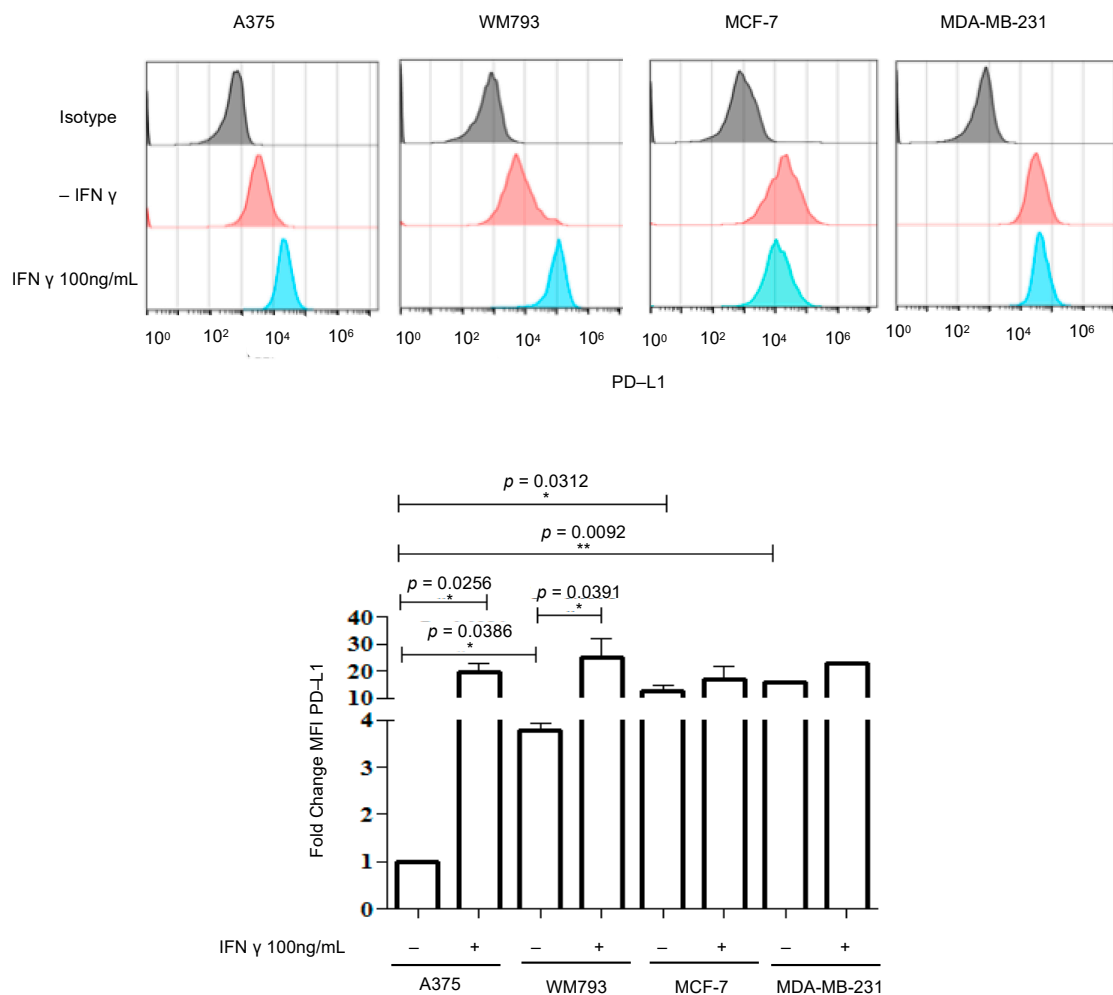 A375 WM793 MCF-7 MDA-MB-231
Isotype
– IFN γ
IFN γ 100ng/mL
10⁰ 10² 10⁴ 10⁶ 10⁰ 10² 10⁴ 10⁶ 10⁰ 10² 10⁴ 10⁶ 10⁰ 10² 10⁴ 10⁶
PD–L1
p = 0.0312
*
p = 0.0092
**
p = 0.0256
*
p = 0.0391
*
p = 0.0386
*
Fold Change MFI PD–L1
40
30
20
10
4
3
2
1
0
IFN γ 100ng/mL – + – + – + – +
A375 WM793 MCF-7 MDA-MB-231